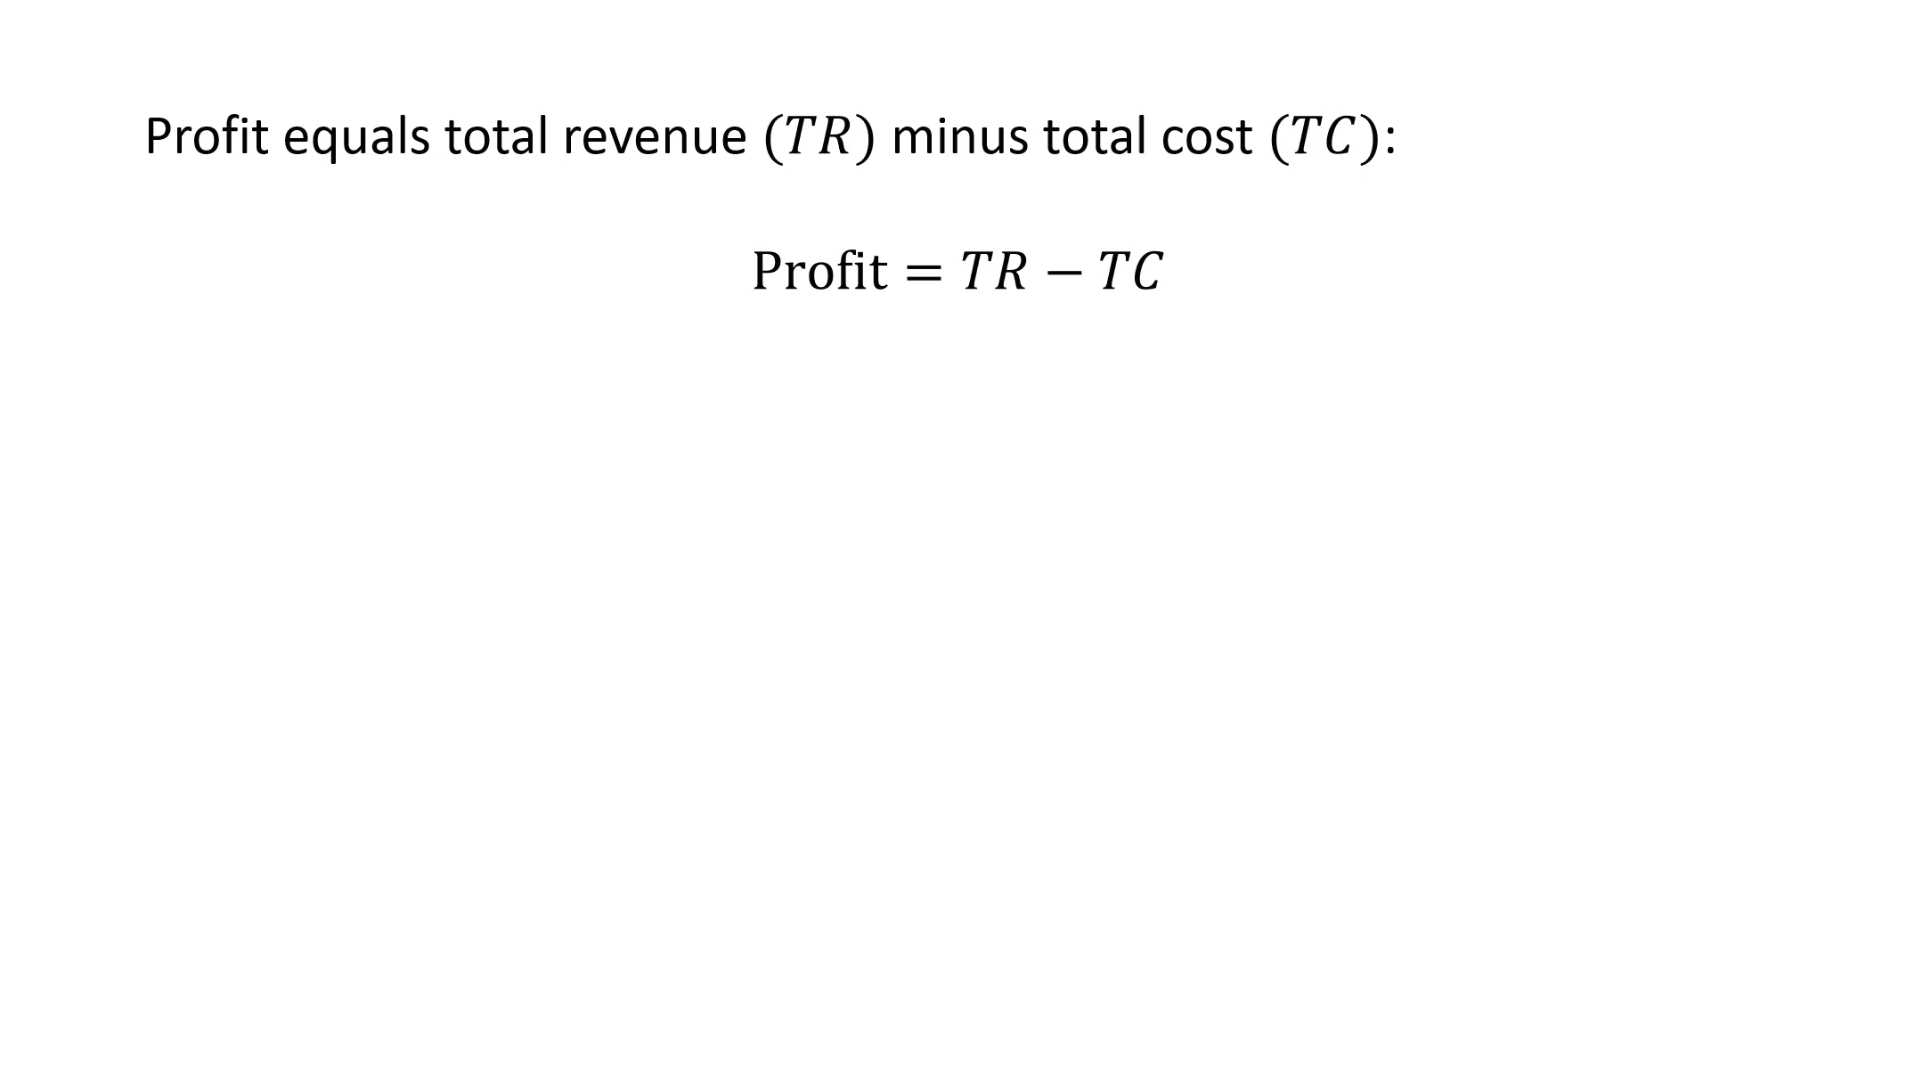 Profit equals total revenue (TR) minus total cost (TC):
Profit = TR − TC